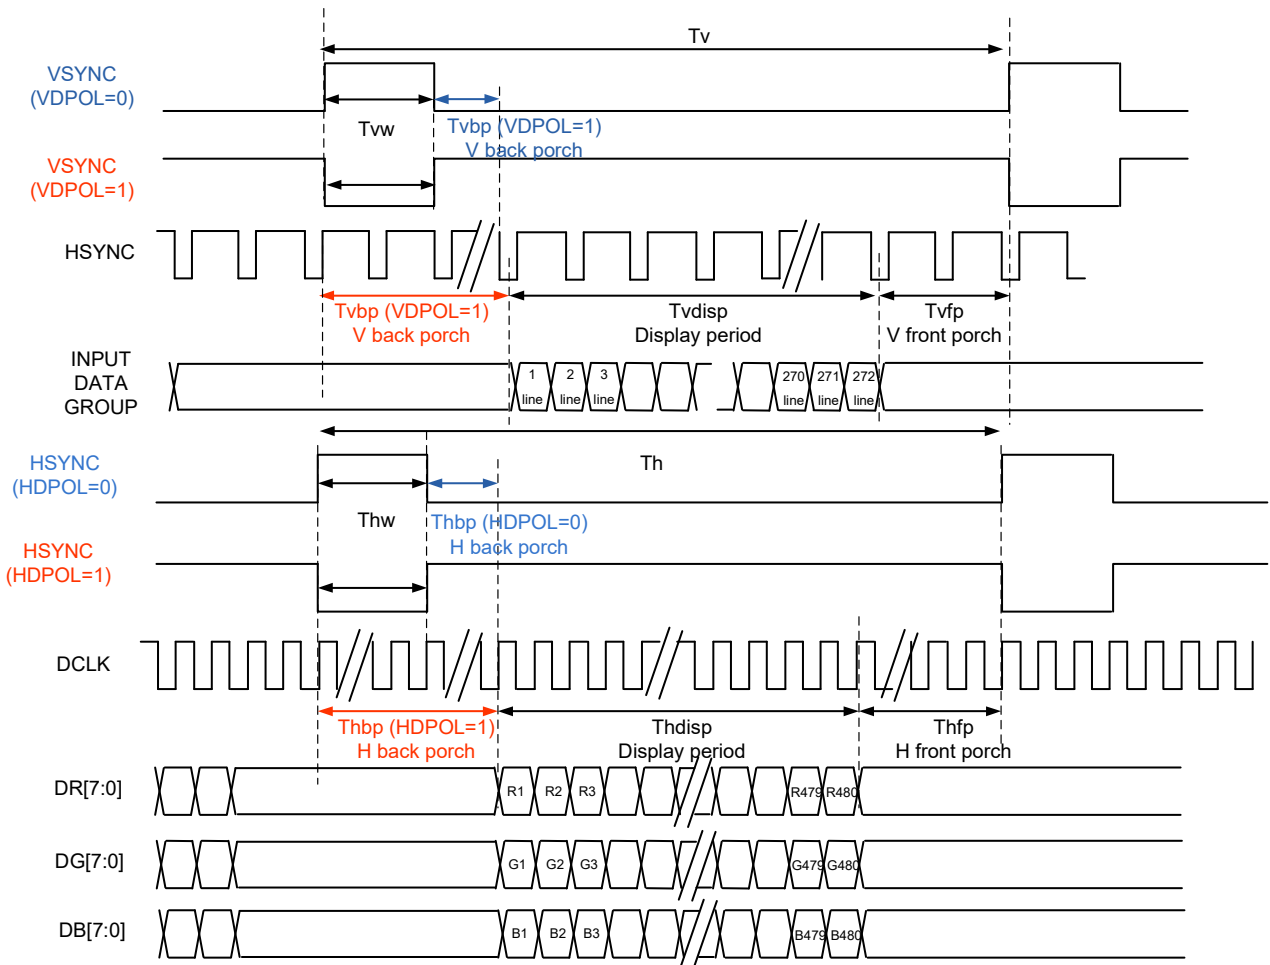 Tv
VSYNC
(VDPOL=0)
Tvw
Tvbp (VDPOL=1)
V back porch
VSYNC
(VDPOL=1)
HSYNC
Tvbp (VDPOL=1)
V back porch
Tvdisp
Display period
Tvfp
V front porch
INPUT
DATA
GROUP
1
line
2
line
3
line
270
line
271
line
272
line
HSYNC
(HDPOL=0)
Th
Thw
Thbp (HDPOL=0)
H back porch
HSYNC
(HDPOL=1)
DCLK
Thbp (HDPOL=1)
H back porch
Thdisp
Display period
Thfp
H front porch
DR[7:0]
R1
R2
R3
R479
R480
DG[7:0]
G1
G2
G3
G479
G480
DB[7:0]
B1
B2
B3
B479
B480